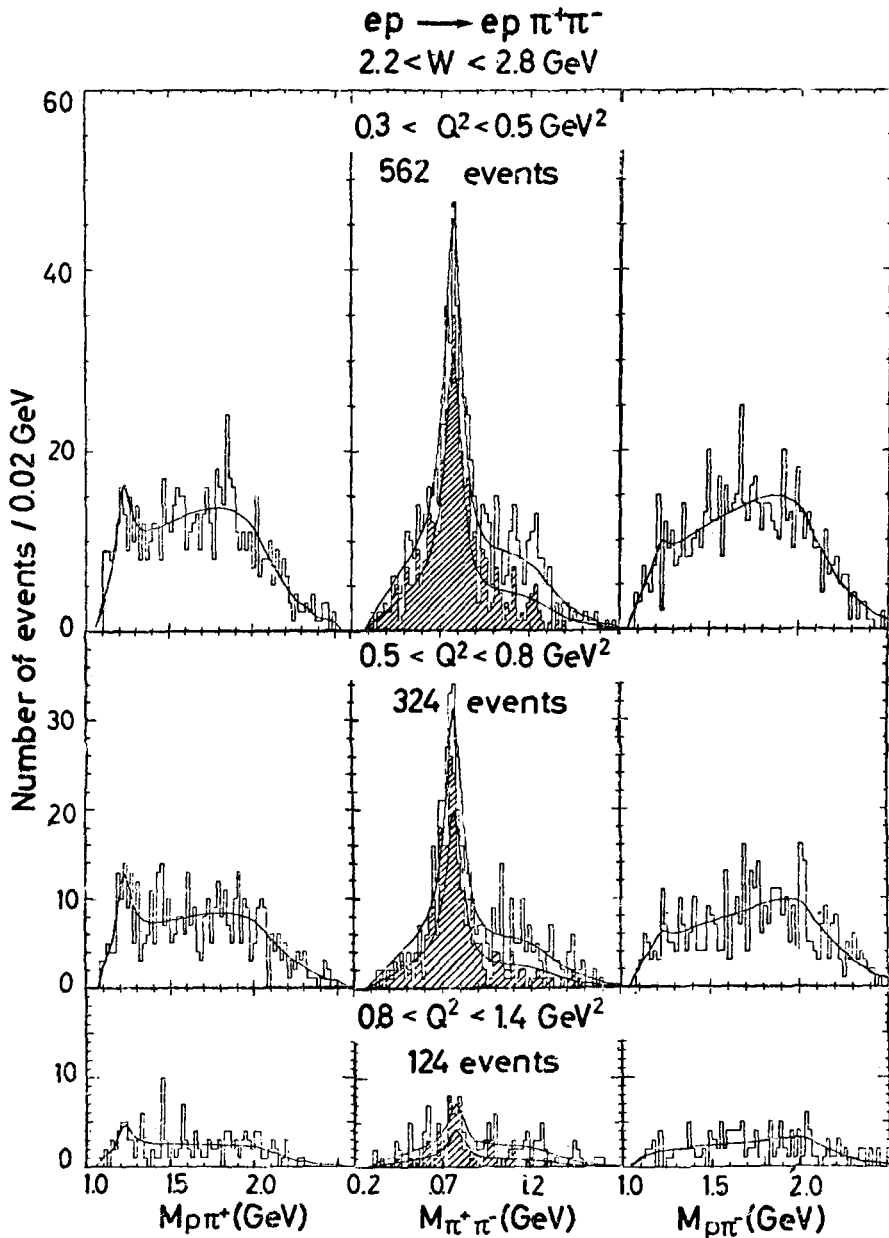 ep → ep π⁺π⁻
2.2 < W < 2.8 GeV
0.3 < Q² < 0.5 GeV²
562 events
60
40
20
0
0.5 < Q² < 0.8 GeV²
324 events
30
20
10
0
0.8 < Q² < 1.4 GeV²
124 events
10
0
Number of events / 0.02 GeV
1.0 1.5 2.0 0.2 0.7 1.2 1.0 1.5 2.0
Mpπ⁺ (GeV) Mπ⁺π⁻ (GeV) Mpπ⁻ (GeV)